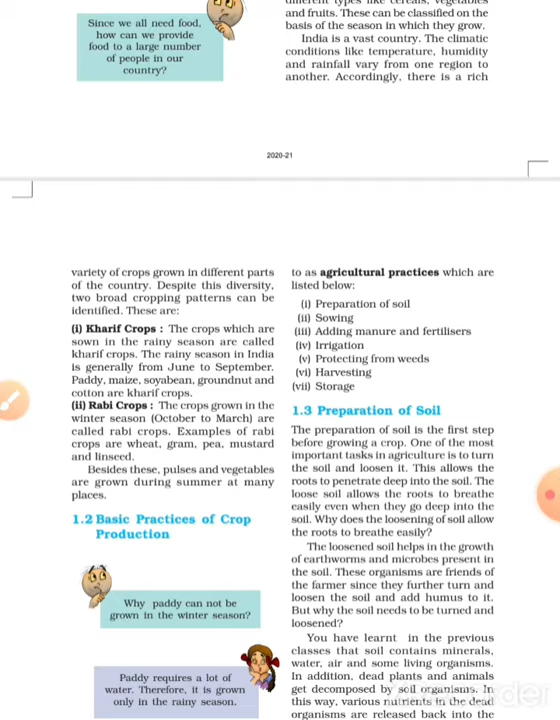 Since we all need food,
how can we provide
food to a large number
of people in our
country?
different types like cereals, vegetables
and fruits. These can be classified on the
basis of the season in which they grow.
India is a vast country. The climatic
conditions like temperature, humidity
and rainfall vary from one region to
another. Accordingly, there is a rich
2020-21
variety of crops grown in different parts
of the country. Despite this diversity,
two broad cropping patterns can be
identified. These are:
(i) Kharif Crops : The crops which are
sown in the rainy season are called
kharif crops. The rainy season in India
is generally from June to September.
Paddy, maize, soyabean, groundnut and
cotton are kharif crops.
(ii) Rabi Crops : The crops grown in the
winter season (October to March) are
called rabi crops. Examples of rabi
crops are wheat, gram, pea, mustard
and linseed.
Besides these, pulses and vegetables
are grown during summer at many
places.
1.2 Basic Practices of Crop
Production
Why paddy can not be
grown in the winter season?
Paddy requires a lot of
water. Therefore, it is grown
only in the rainy season.
to as agricultural practices which are
listed below:
(i) Preparation of soil
(ii) Sowing
(iii) Adding manure and fertilisers
(iv) Irrigation
(v) Protecting from weeds
(vi) Harvesting
(vii) Storage
1.3 Preparation of Soil
The preparation of soil is the first step
before growing a crop. One of the most
important tasks in agriculture is to turn
the soil and loosen it. This allows the
roots to penetrate deep into the soil. The
loose soil allows the roots to breathe
easily even when they go deep into the
soil. Why does the loosening of soil allow
the roots to breathe easily?
The loosened soil helps in the growth
of earthworms and microbes present in
the soil. These organisms are friends of
the farmer since they further turn and
loosen the soil and add humus to it.
But why the soil needs to be turned and
loosened?
You have learnt in the previous
classes that soil contains minerals,
water, air and some living organisms.
In addition, dead plants and animals
get decomposed by soil organisms. In
this way, various nutrients in the dead
organisms are released back into the